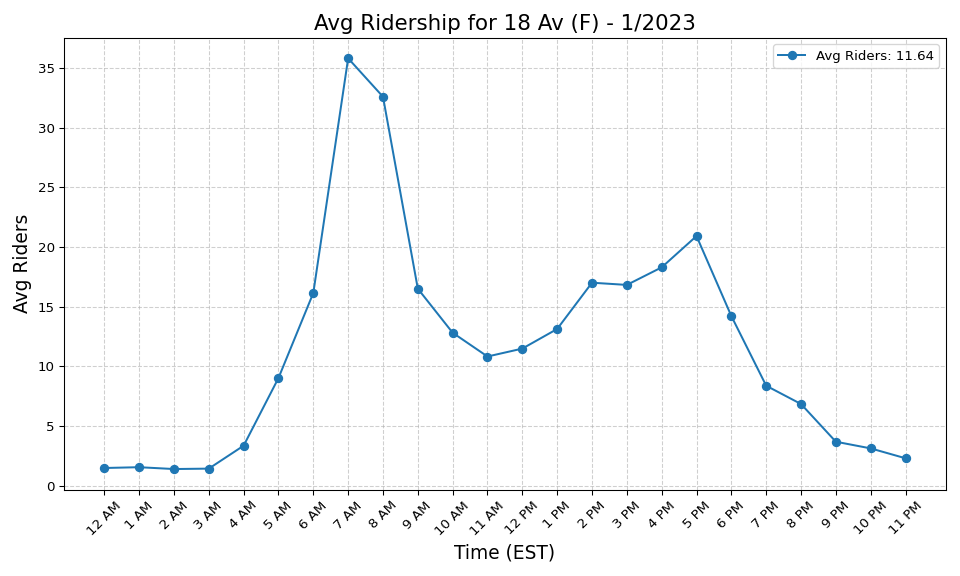 Avg Ridership for 18 Av (F) - 1/2023
Avg Riders: 11.64
Avg Riders
35
30
25
20
15
10
5
0
12 AM
1 AM
2 AM
3 AM
4 AM
5 AM
6 AM
7 AM
8 AM
9 AM
10 AM
11 AM
12 PM
1 PM
2 PM
3 PM
4 PM
5 PM
6 PM
7 PM
8 PM
9 PM
10 PM
11 PM
Time (EST)